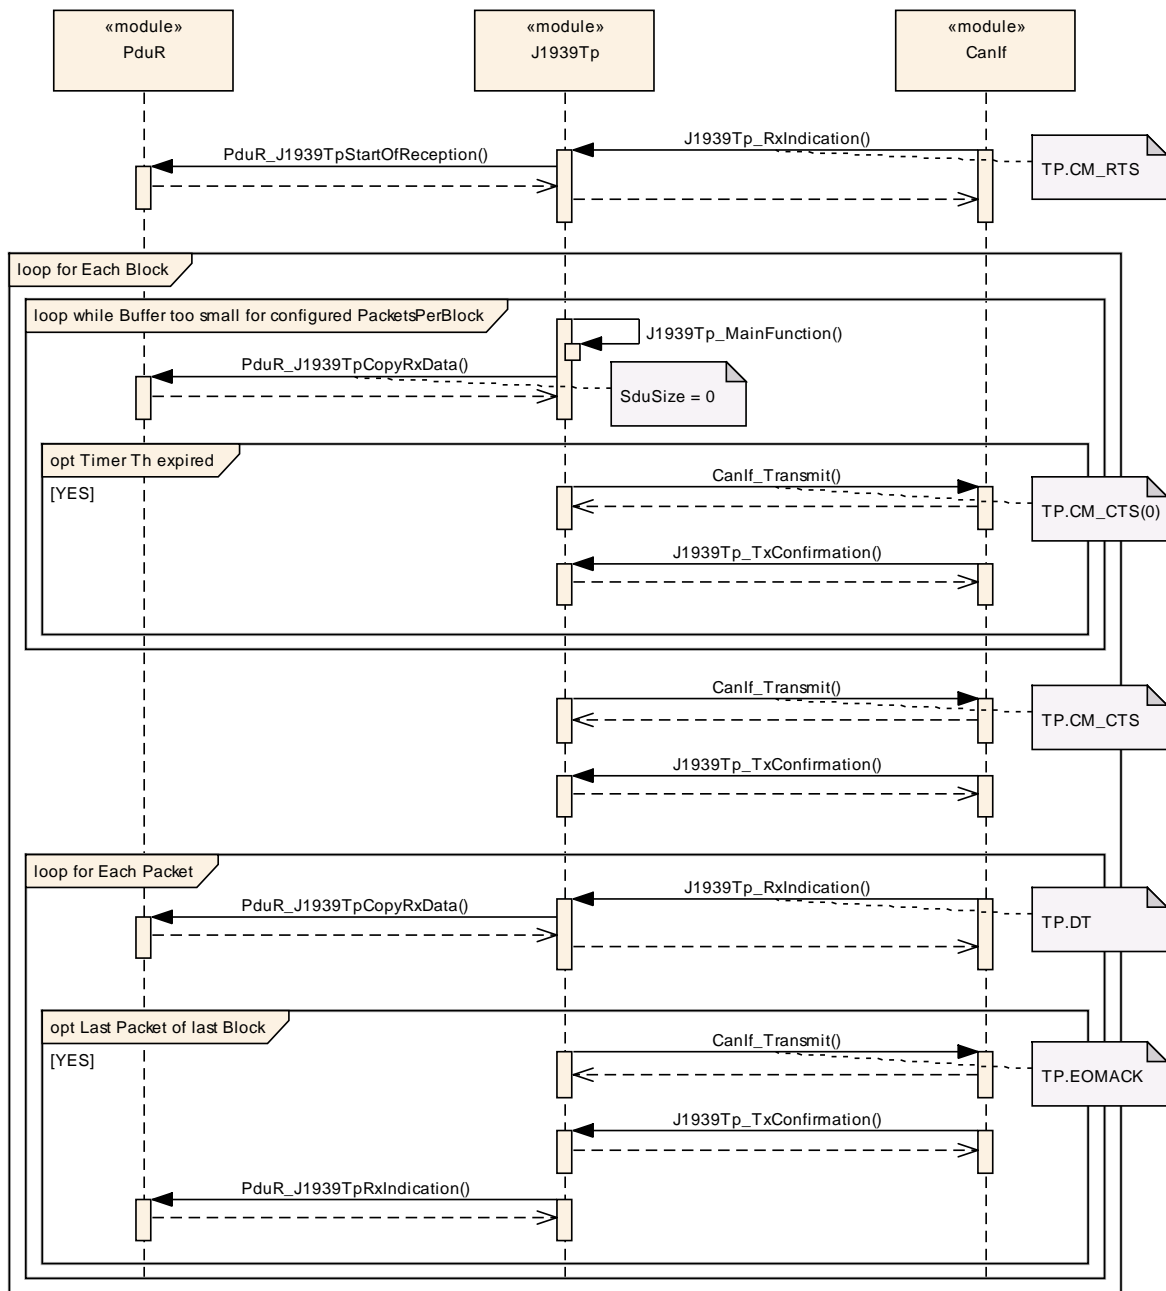 «module»
PduR
«module»
J1939Tp
«module»
CanIf
J1939Tp_RxIndication()
PduR_J1939TpStartOfReception()
TP.CM_RTS
loop for Each Block
loop while Buffer too small for configured PacketsPerBlock
J1939Tp_MainFunction()
PduR_J1939TpCopyRxData()
SduSize = 0
opt Timer Th expired
[YES]
CanIf_Transmit()
TP.CM_CTS(0)
J1939Tp_TxConfirmation()
CanIf_Transmit()
TP.CM_CTS
J1939Tp_TxConfirmation()
loop for Each Packet
J1939Tp_RxIndication()
PduR_J1939TpCopyRxData()
TP.DT
opt Last Packet of last Block
[YES]
CanIf_Transmit()
TP.EOMACK
J1939Tp_TxConfirmation()
PduR_J1939TpRxIndication()